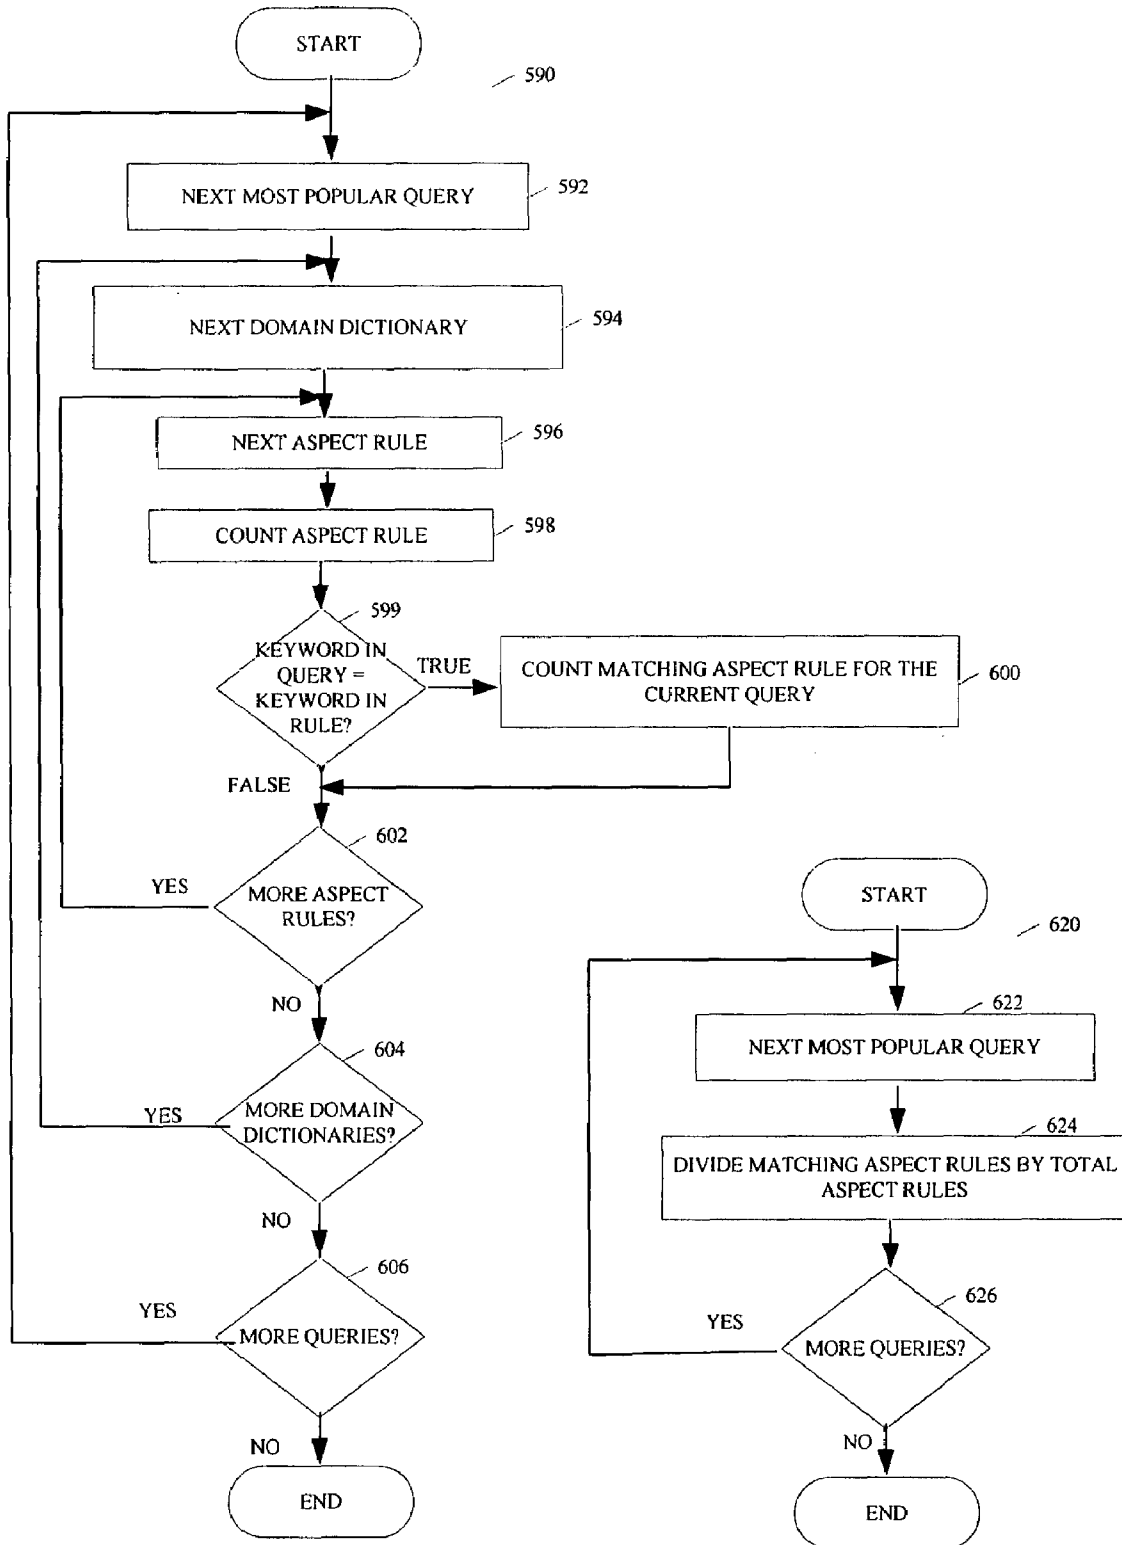 START
590
NEXT MOST POPULAR QUERY
592
NEXT DOMAIN DICTIONARY
594
NEXT ASPECT RULE
596
COUNT ASPECT RULE
598
599
KEYWORD IN
QUERY =
KEYWORD IN
RULE?
TRUE
COUNT MATCHING ASPECT RULE FOR THE
CURRENT QUERY
600
FALSE
602
YES
MORE ASPECT
RULES?
NO
604
YES
MORE DOMAIN
DICTIONARIES?
NO
606
YES
MORE QUERIES?
NO
END
START
620
622
NEXT MOST POPULAR QUERY
624
DIVIDE MATCHING ASPECT RULES BY TOTAL
ASPECT RULES
626
YES
MORE QUERIES?
NO
END